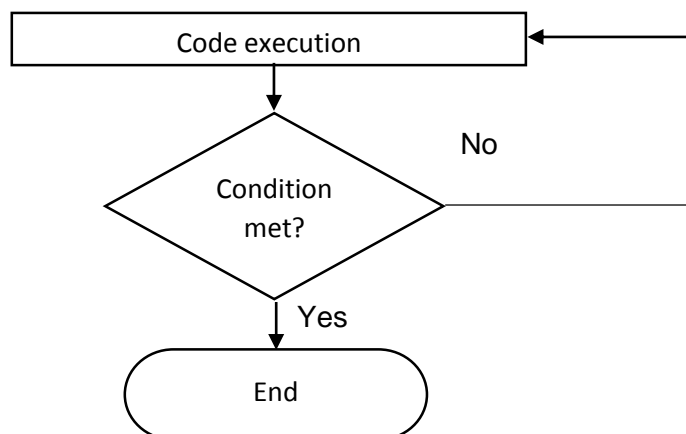 Code execution
No
Condition
met?
Yes
End